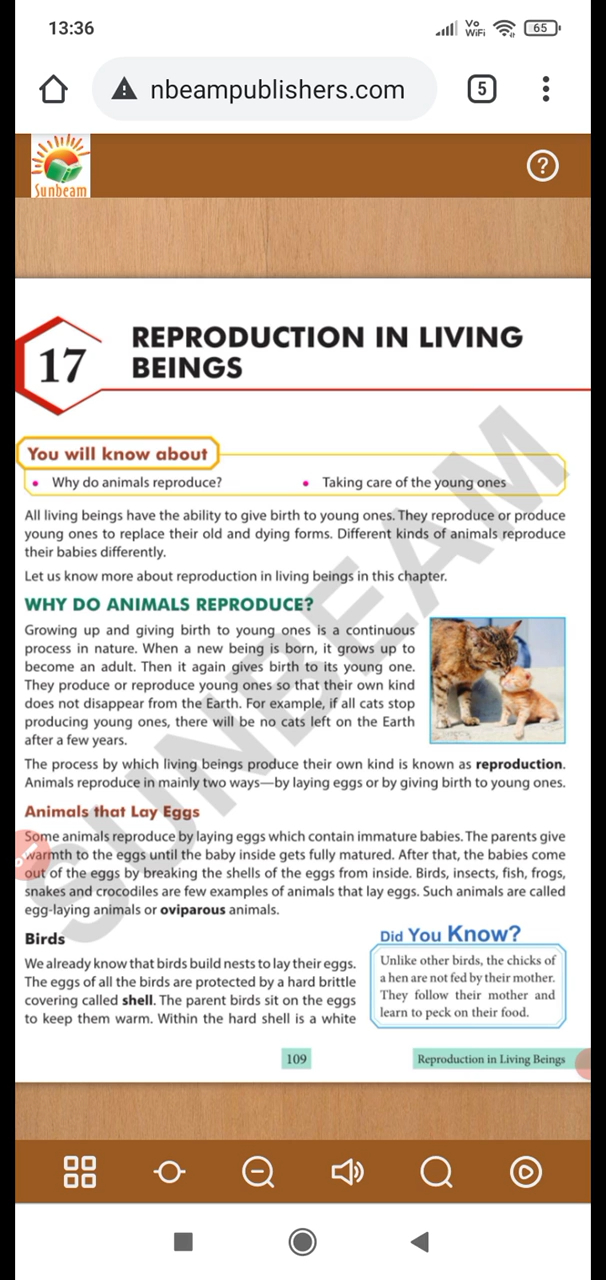 13:36
Vo
WiFi
65
nbeampublishers.com
5
Sunbeam
?
17
REPRODUCTION IN LIVING
BEINGS
You will know about
• Why do animals reproduce?
• Taking care of the young ones
All living beings have the ability to give birth to young ones. They reproduce or produce
young ones to replace their old and dying forms. Different kinds of animals reproduce
their babies differently.
Let us know more about reproduction in living beings in this chapter.
WHY DO ANIMALS REPRODUCE?
Growing up and giving birth to young ones is a continuous
process in nature. When a new being is born, it grows up to
become an adult. Then it again gives birth to its young one.
They produce or reproduce young ones so that their own kind
does not disappear from the Earth. For example, if all cats stop
producing young ones, there will be no cats left on the Earth
after a few years.
The process by which living beings produce their own kind is known as reproduction.
Animals reproduce in mainly two ways—by laying eggs or by giving birth to young ones.
Animals that Lay Eggs
Some animals reproduce by laying eggs which contain immature babies. The parents give
warmth to the eggs until the baby inside gets fully matured. After that, the babies come
out of the eggs by breaking the shells of the eggs from inside. Birds, insects, fish, frogs,
snakes and crocodiles are few examples of animals that lay eggs. Such animals are called
egg-laying animals or oviparous animals.
Birds
We already know that birds build nests to lay their eggs.
The eggs of all the birds are protected by a hard brittle
covering called shell. The parent birds sit on the eggs
to keep them warm. Within the hard shell is a white
Did You Know?
Unlike other birds, the chicks of
a hen are not fed by their mother.
They follow their mother and
learn to peck on their food.
109
Reproduction in Living Beings
SUNBEAM